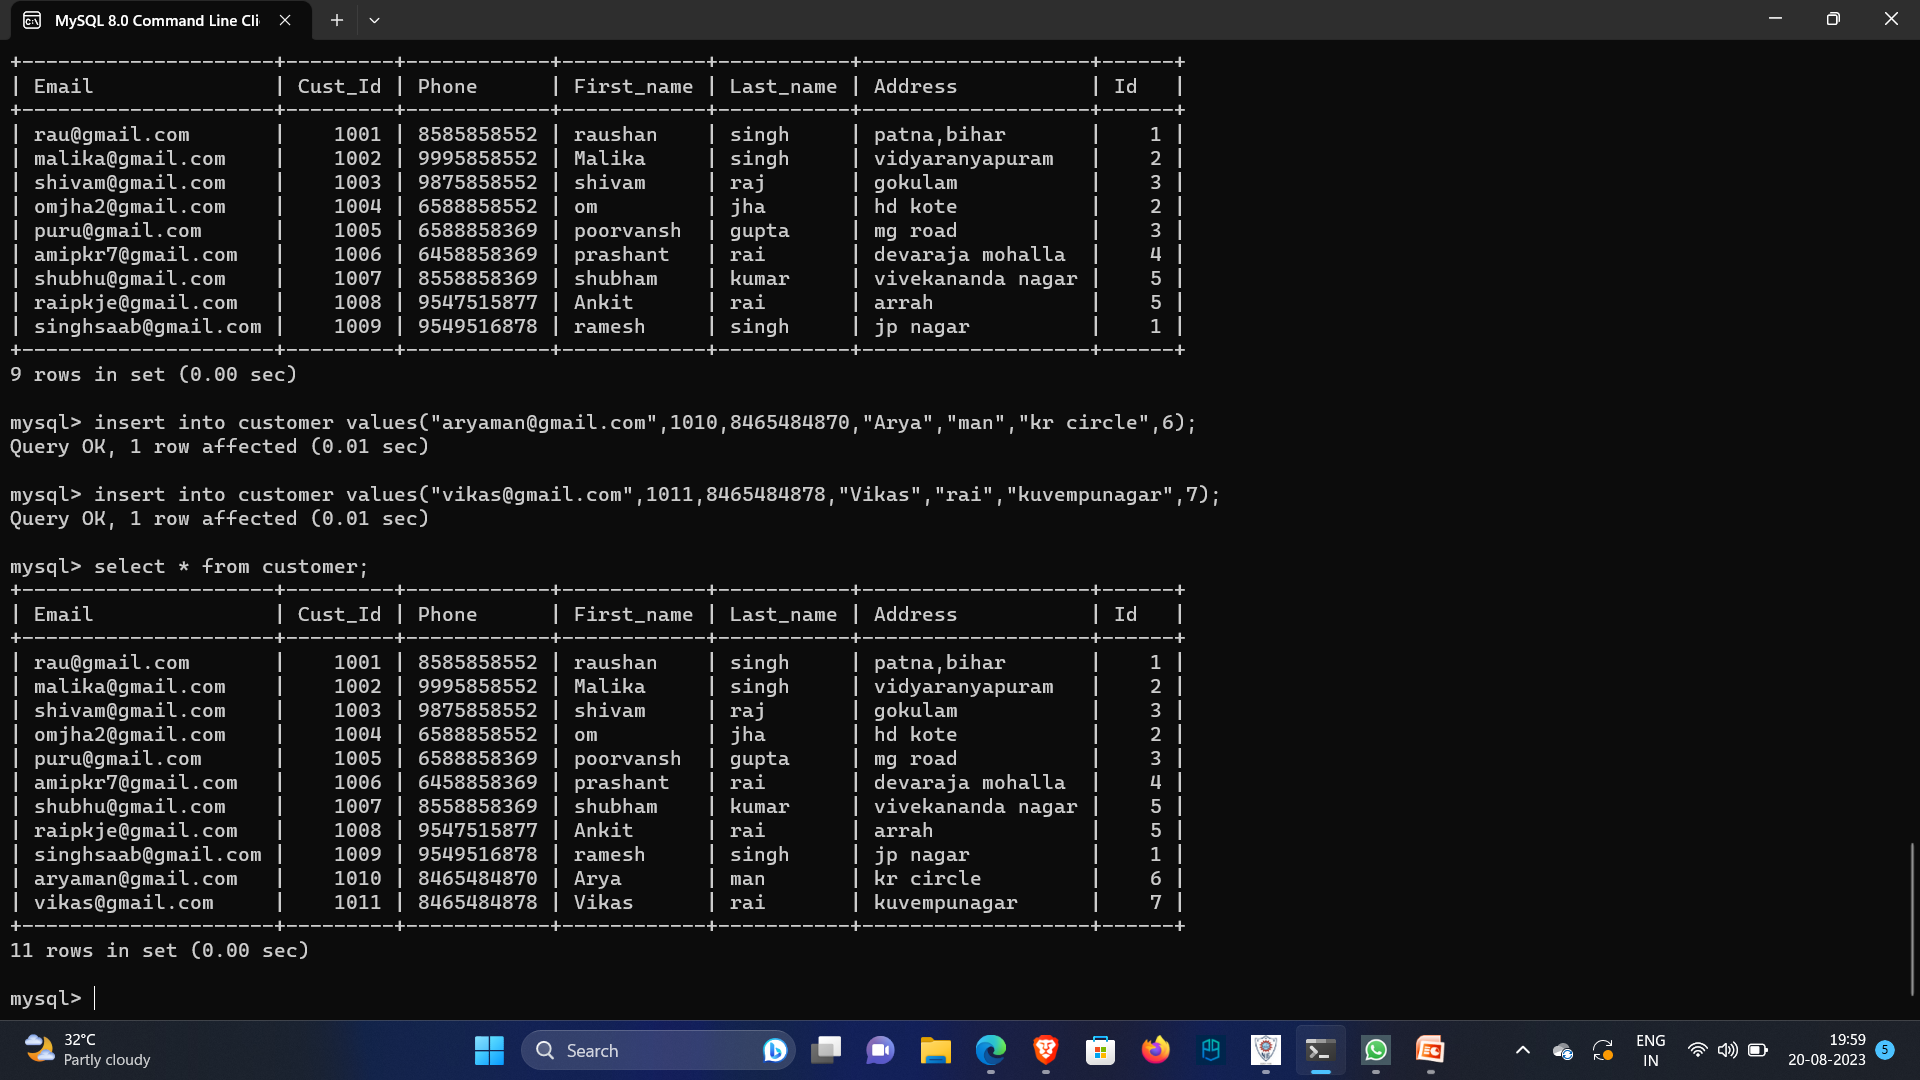 MySQL 8.0 Command Line Cli
+---------------------+---------+------------+------------+-----------+-------------------+------+
| Email               | Cust_Id | Phone      | First_name | Last_name | Address           | Id   |
+---------------------+---------+------------+------------+-----------+-------------------+------+
| rau@gmail.com       |    1001 | 8585858552 | raushan    | singh     | patna,bihar       |    1 |
| malika@gmail.com    |    1002 | 9995858552 | Malika     | singh     | vidyaranyapuram   |    2 |
| shivam@gmail.com    |    1003 | 9875858552 | shivam     | raj       | gokulam           |    3 |
| omjha2@gmail.com    |    1004 | 6588858552 | om         | jha       | hd kote           |    2 |
| puru@gmail.com      |    1005 | 6588858369 | poorvansh  | gupta     | mg road           |    3 |
| amipkr7@gmail.com   |    1006 | 6458858369 | prashant   | rai       | devaraja mohalla  |    4 |
| shubhu@gmail.com    |    1007 | 8558858369 | shubham    | kumar     | vivekananda nagar |    5 |
| raipkje@gmail.com   |    1008 | 9547515877 | Ankit      | rai       | arrah             |    5 |
| singhsaab@gmail.com |    1009 | 9549516878 | ramesh     | singh     | jp nagar          |    1 |
+---------------------+---------+------------+------------+-----------+-------------------+------+
9 rows in set (0.00 sec)
mysql> insert into customer values("aryaman@gmail.com",1010,8465484870,"Arya","man","kr circle",6);
Query OK, 1 row affected (0.01 sec)
mysql> insert into customer values("vikas@gmail.com",1011,8465484878,"Vikas","rai","kuvempunagar",7);
Query OK, 1 row affected (0.01 sec)
mysql> select * from customer;
+---------------------+---------+------------+------------+-----------+-------------------+------+
| Email               | Cust_Id | Phone      | First_name | Last_name | Address           | Id   |
+---------------------+---------+------------+------------+-----------+-------------------+------+
| rau@gmail.com       |    1001 | 8585858552 | raushan    | singh     | patna,bihar       |    1 |
| malika@gmail.com    |    1002 | 9995858552 | Malika     | singh     | vidyaranyapuram   |    2 |
| shivam@gmail.com    |    1003 | 9875858552 | shivam     | raj       | gokulam           |    3 |
| omjha2@gmail.com    |    1004 | 6588858552 | om         | jha       | hd kote           |    2 |
| puru@gmail.com      |    1005 | 6588858369 | poorvansh  | gupta     | mg road           |    3 |
| amipkr7@gmail.com   |    1006 | 6458858369 | prashant   | rai       | devaraja mohalla  |    4 |
| shubhu@gmail.com    |    1007 | 8558858369 | shubham    | kumar     | vivekananda nagar |    5 |
| raipkje@gmail.com   |    1008 | 9547515877 | Ankit      | rai       | arrah             |    5 |
| singhsaab@gmail.com |    1009 | 9549516878 | ramesh     | singh     | jp nagar          |    1 |
| aryaman@gmail.com   |    1010 | 8465484870 | Arya       | man       | kr circle         |    6 |
| vikas@gmail.com     |    1011 | 8465484878 | Vikas      | rai       | kuvempunagar      |    7 |
+---------------------+---------+------------+------------+-----------+-------------------+------+
11 rows in set (0.00 sec)
mysql>
32°C
Partly cloudy
Search
ENG
IN
19:59
20-08-2023
5